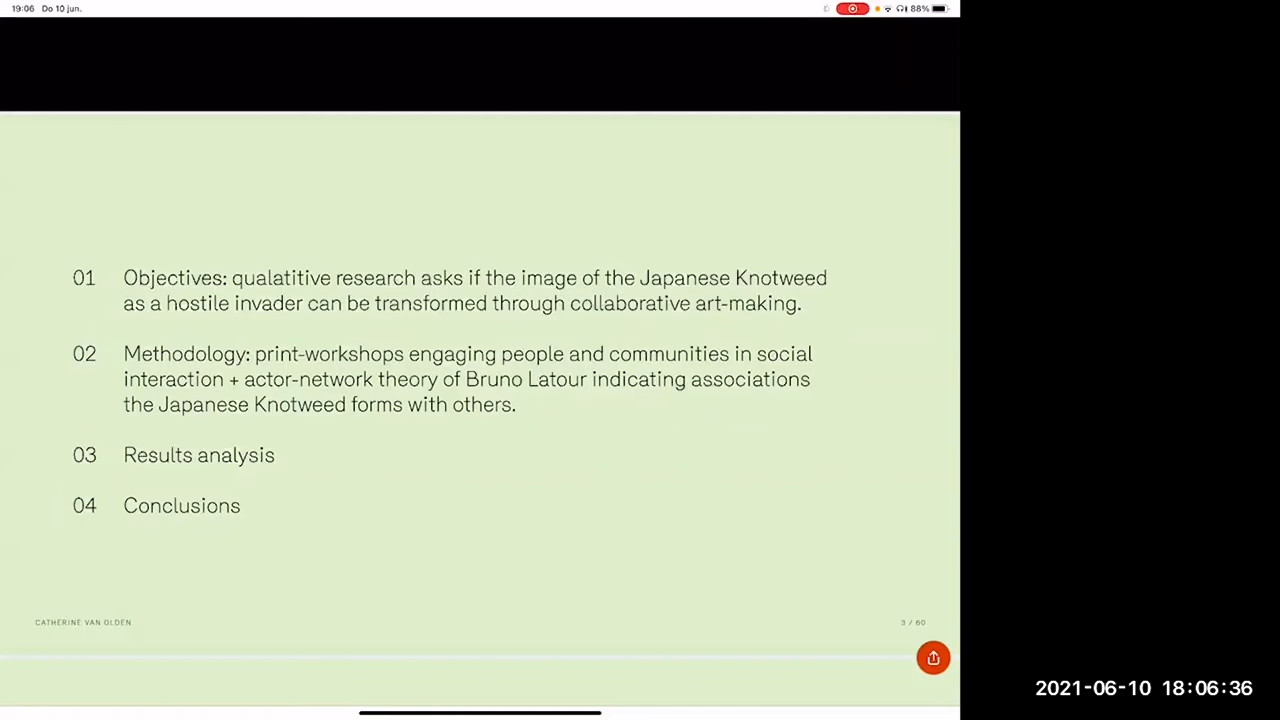 19:06 Do 10 jun.
88%
01 Objectives: qualatitive research asks if the image of the Japanese Knotweed
as a hostile invader can be transformed through collaborative art-making.
02 Methodology: print-workshops engaging people and communities in social
interaction + actor-network theory of Bruno Latour indicating associations
the Japanese Knotweed forms with others.
03 Results analysis
04 Conclusions
CATHERINE VAN OLDEN
3 / 60
2021-06-10 18:06:36